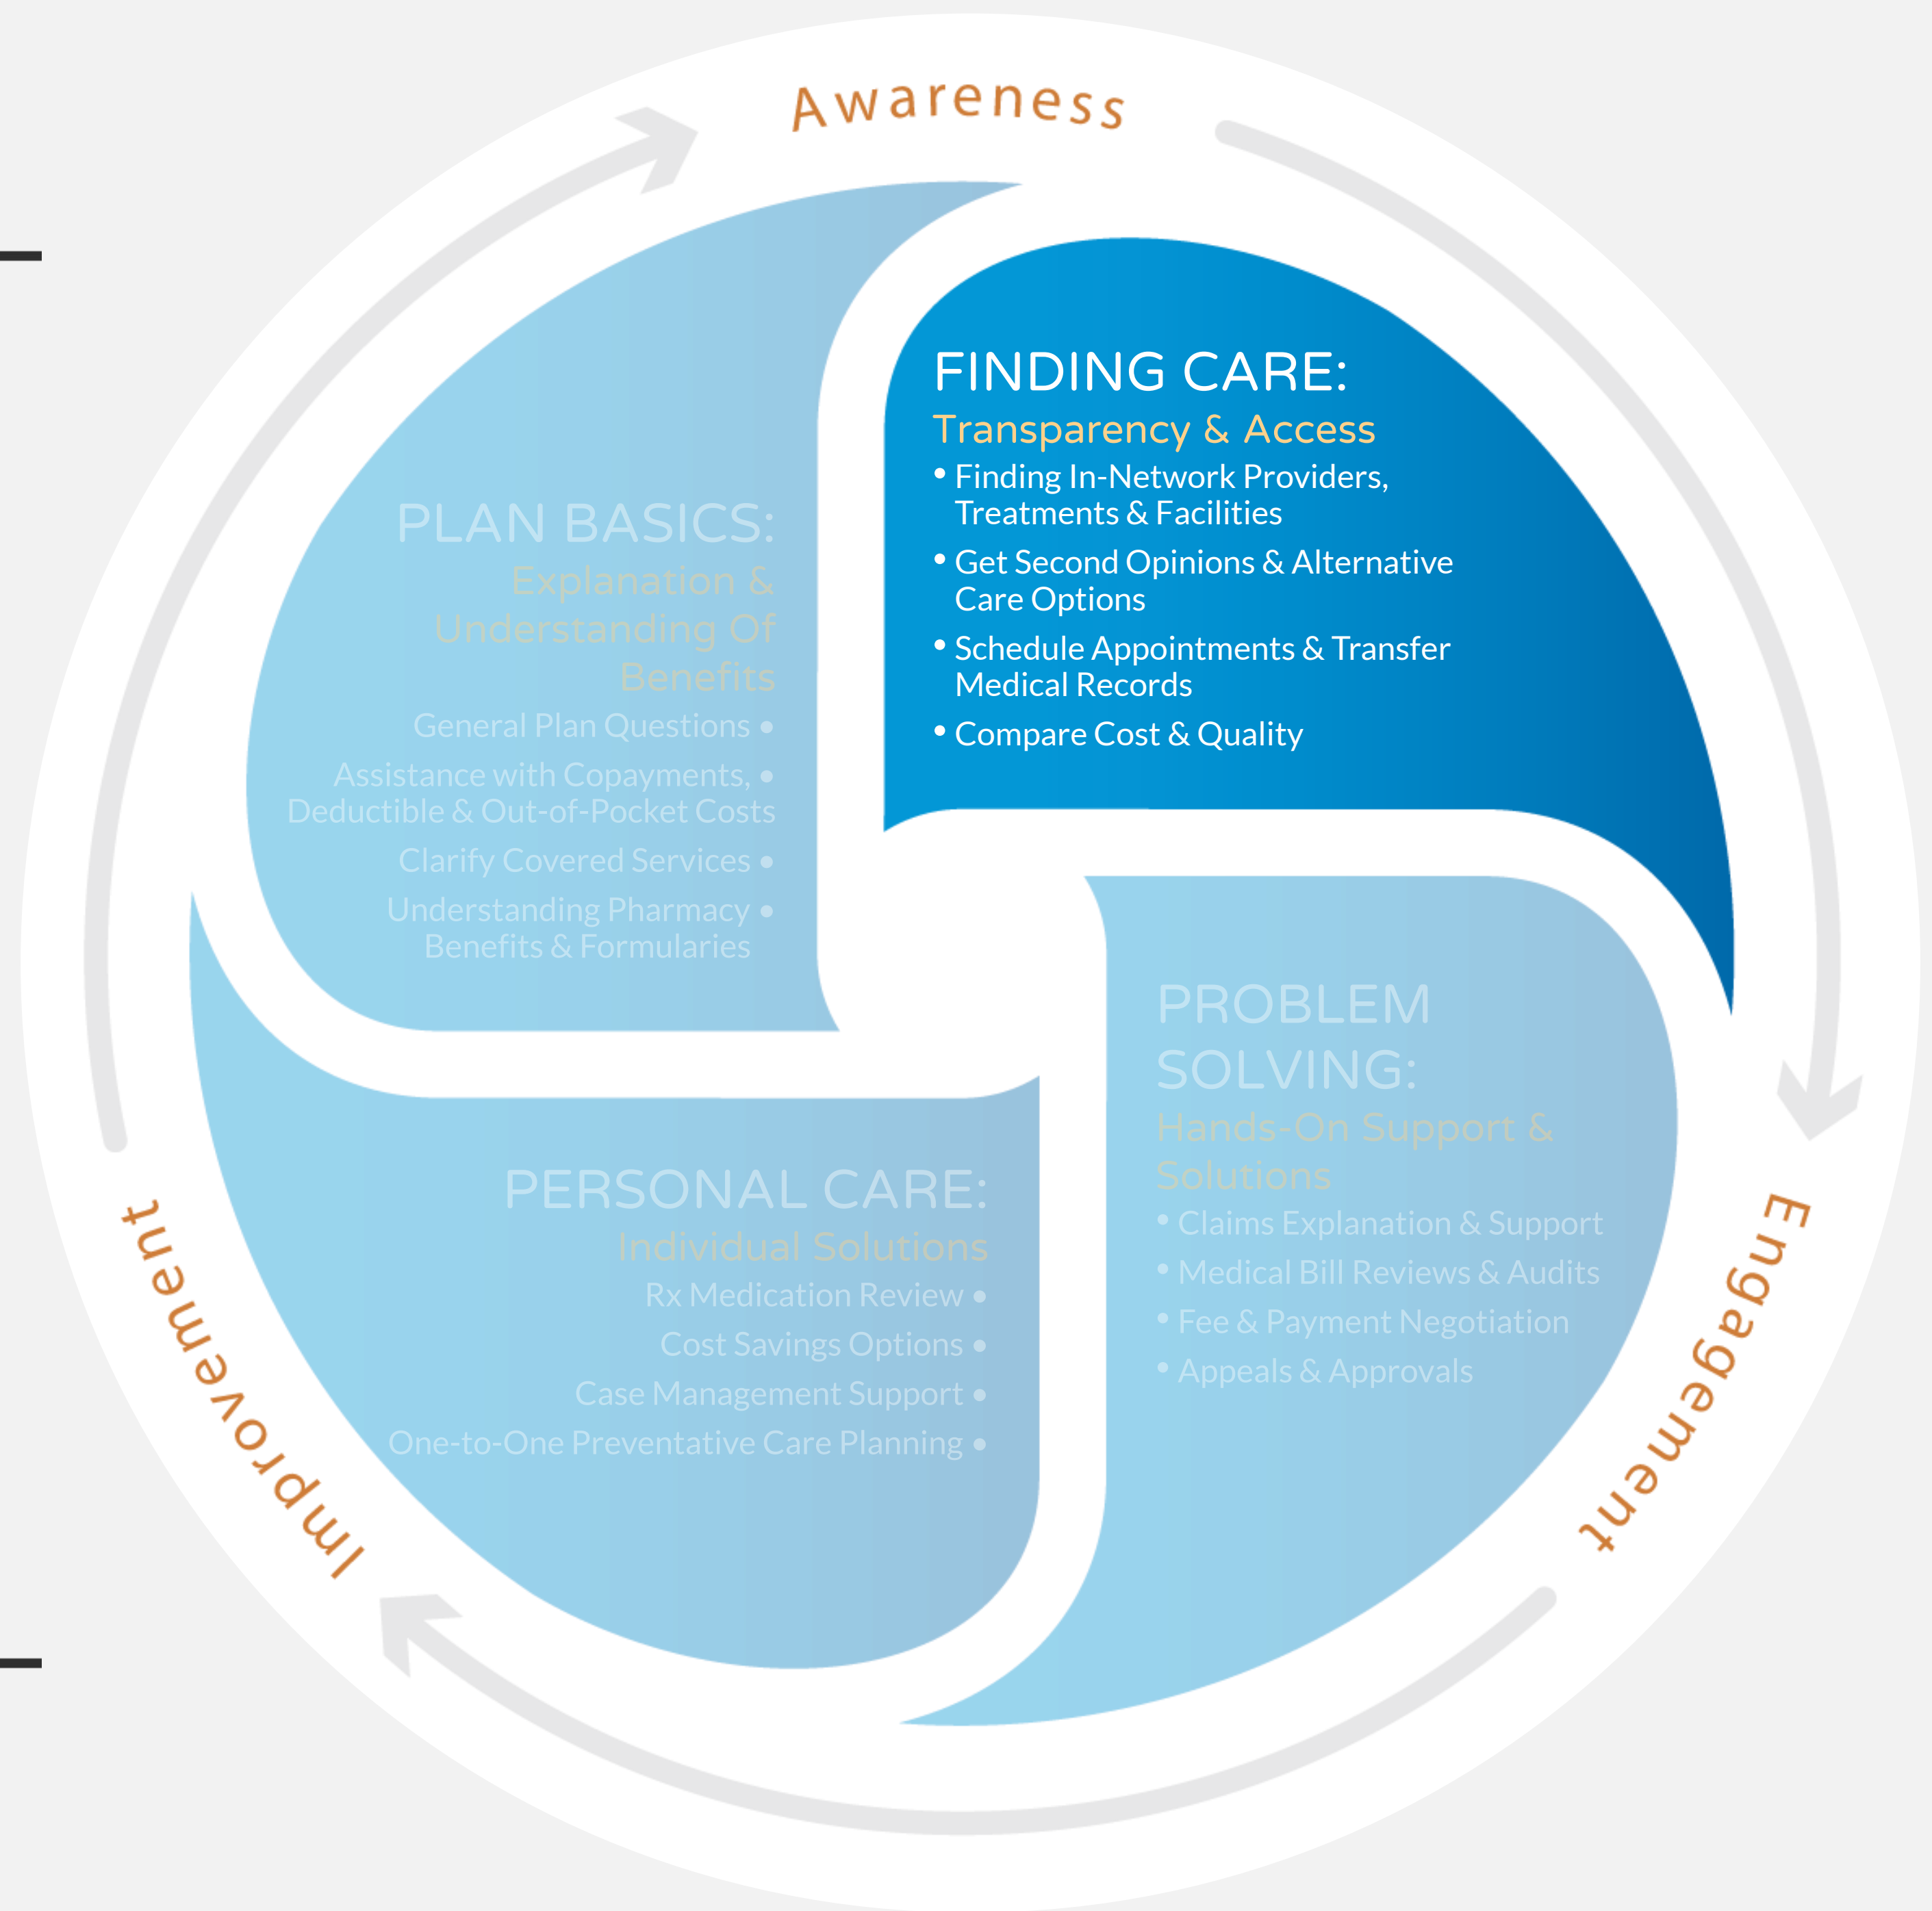 Awareness
FINDING CARE:
Transparency & Access
• Finding In-Network Providers,
Treatments & Facilities
• Get Second Opinions & Alternative
Care Options
• Schedule Appointments & Transfer
Medical Records
• Compare Cost & Quality
PLAN BASICS:
Explanation &
Understanding Of
Benefits
General Plan Questions •
Assistance with Copayments, •
Deductible & Out-of-Pocket Costs
Clarify Covered Services •
Understanding Pharmacy •
Benefits & Formularies
PROBLEM
SOLVING:
Hands-On Support &
Solutions
• Claims Explanation & Support
• Medical Bill Reviews & Audits
• Fee & Payment Negotiation
• Appeals & Approvals
PERSONAL CARE:
Individual Solutions
Rx Medication Review •
Cost Savings Options •
Case Management Support •
One-to-One Preventative Care Planning •
Engagement
Improvement